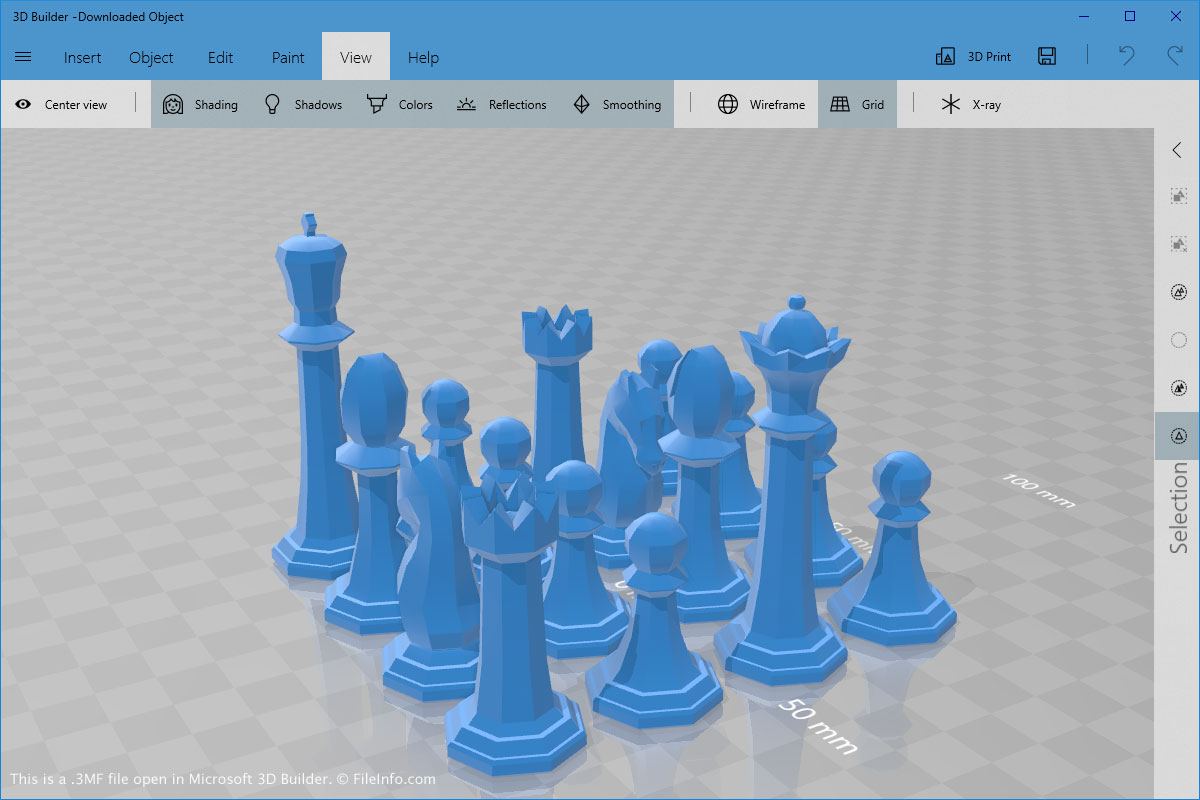 3D Builder -Downloaded Object
Insert Object Edit Paint View Help 3D Print
Center view Shading Shadows Colors Reflections Smoothing Wireframe Grid X-ray
100 mm
50 mm
Selection
This is a .3MF file open in Microsoft 3D Builder. © FileInfo.com